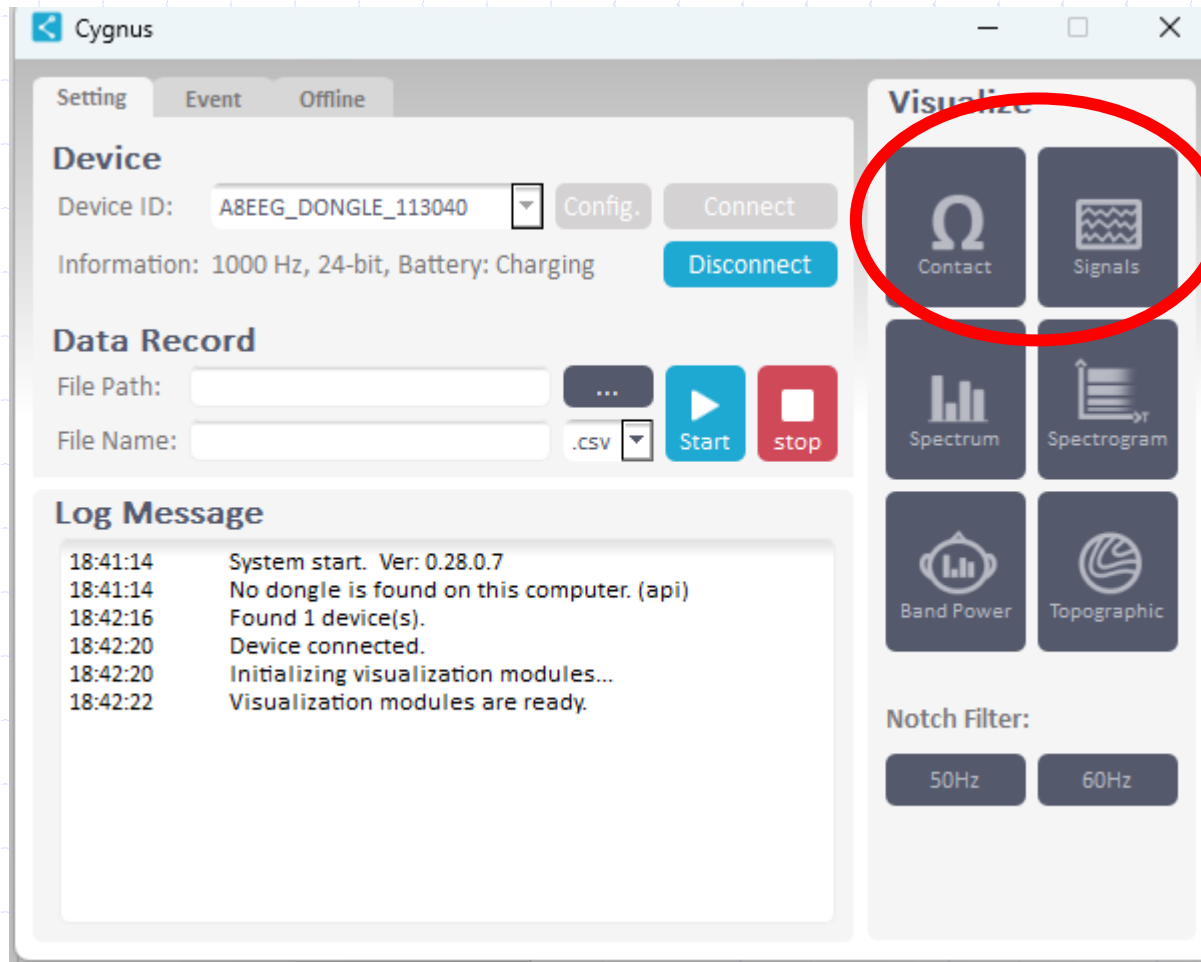 Cygnus
Setting Event Offline
Device
Device ID: A8EEG_DONGLE_113040 Config. Connect
Information: 1000 Hz, 24-bit, Battery: Charging Disconnect
Data Record
File Path: ...
File Name: .csv Start stop
Log Message
18:41:14 System start. Ver: 0.28.0.7
18:41:14 No dongle is found on this computer. (api)
18:42:16 Found 1 device(s).
18:42:20 Device connected.
18:42:20 Initializing visualization modules...
18:42:22 Visualization modules are ready.
Visualize
Ω
Contact Signals
T
Spectrum Spectrogram
Band Power Topographic
Notch Filter:
50Hz 60Hz